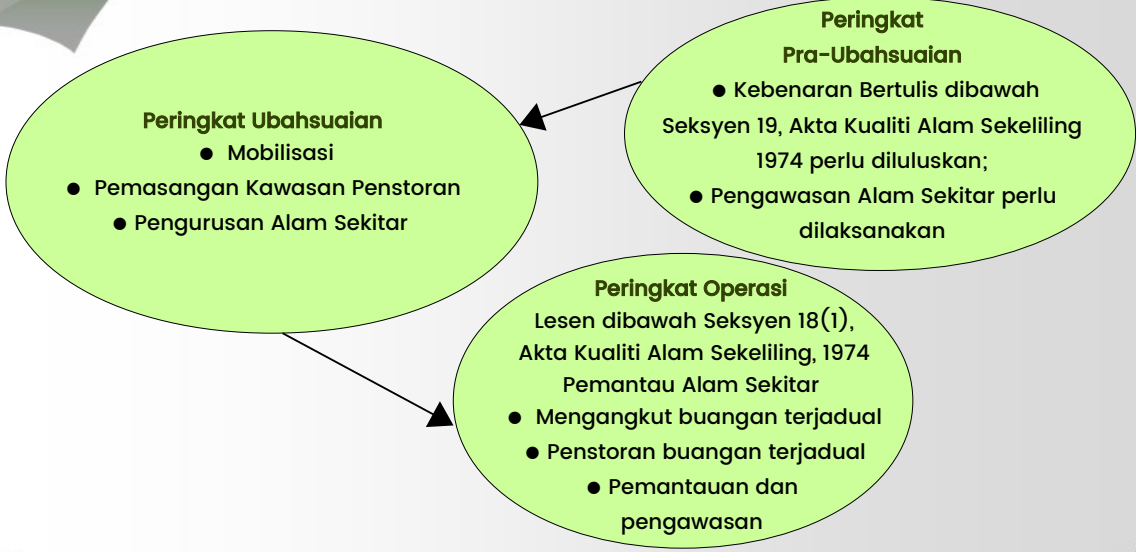 Peringkat
Pra-Ubahsuaian
● Kebenaran Bertulis dibawah
Seksyen 19, Akta Kualiti Alam Sekeliling
1974 perlu diluluskan;
● Pengawasan Alam Sekitar perlu
dilaksanakan
Peringkat Ubahsuaian
● Mobilisasi
● Pemasangan Kawasan Penstoran
● Pengurusan Alam Sekitar
Peringkat Operasi
Lesen dibawah Seksyen 18(1),
Akta Kualiti Alam Sekeliling, 1974
Pemantau Alam Sekitar
● Mengangkut buangan terjadual
● Penstoran buangan terjadual
● Pemantauan dan
pengawasan